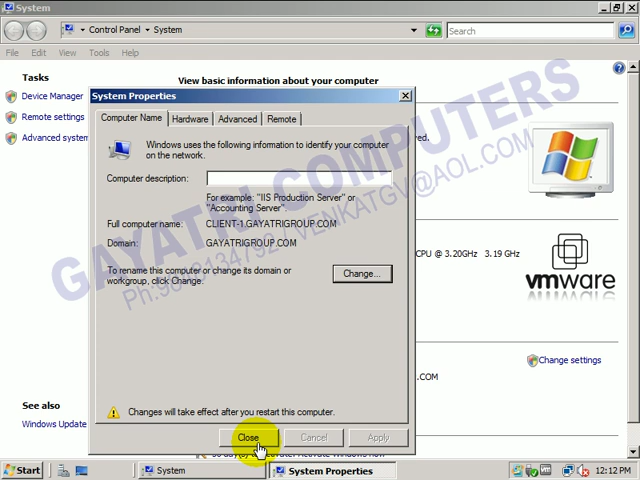 System
Control Panel ▸ System
Search
File Edit View Tools Help
Tasks
Device Manager
Remote settings
Advanced system
See also
Windows Update
View basic information about your computer
System Properties
Computer Name Hardware Advanced Remote
Windows uses the following information to identify your computer
on the network.
Computer description:
For example: "IIS Production Server" or
"Accounting Server".
Full computer name: CLIENT-1.GAYATRIGROUP.COM
Domain: GAYATRIGROUP.COM
To rename this computer or change its domain or
workgroup, click Change.
Change...
Changes will take effect after you restart this computer.
Close Cancel Apply
CPU @ 3.20GHz 3.19 GHz
vmware
Change settings
.COM
GAYATRI COMPUTERS
VENKATGV@AOL.COM
Start System System Properties 12:12 PM